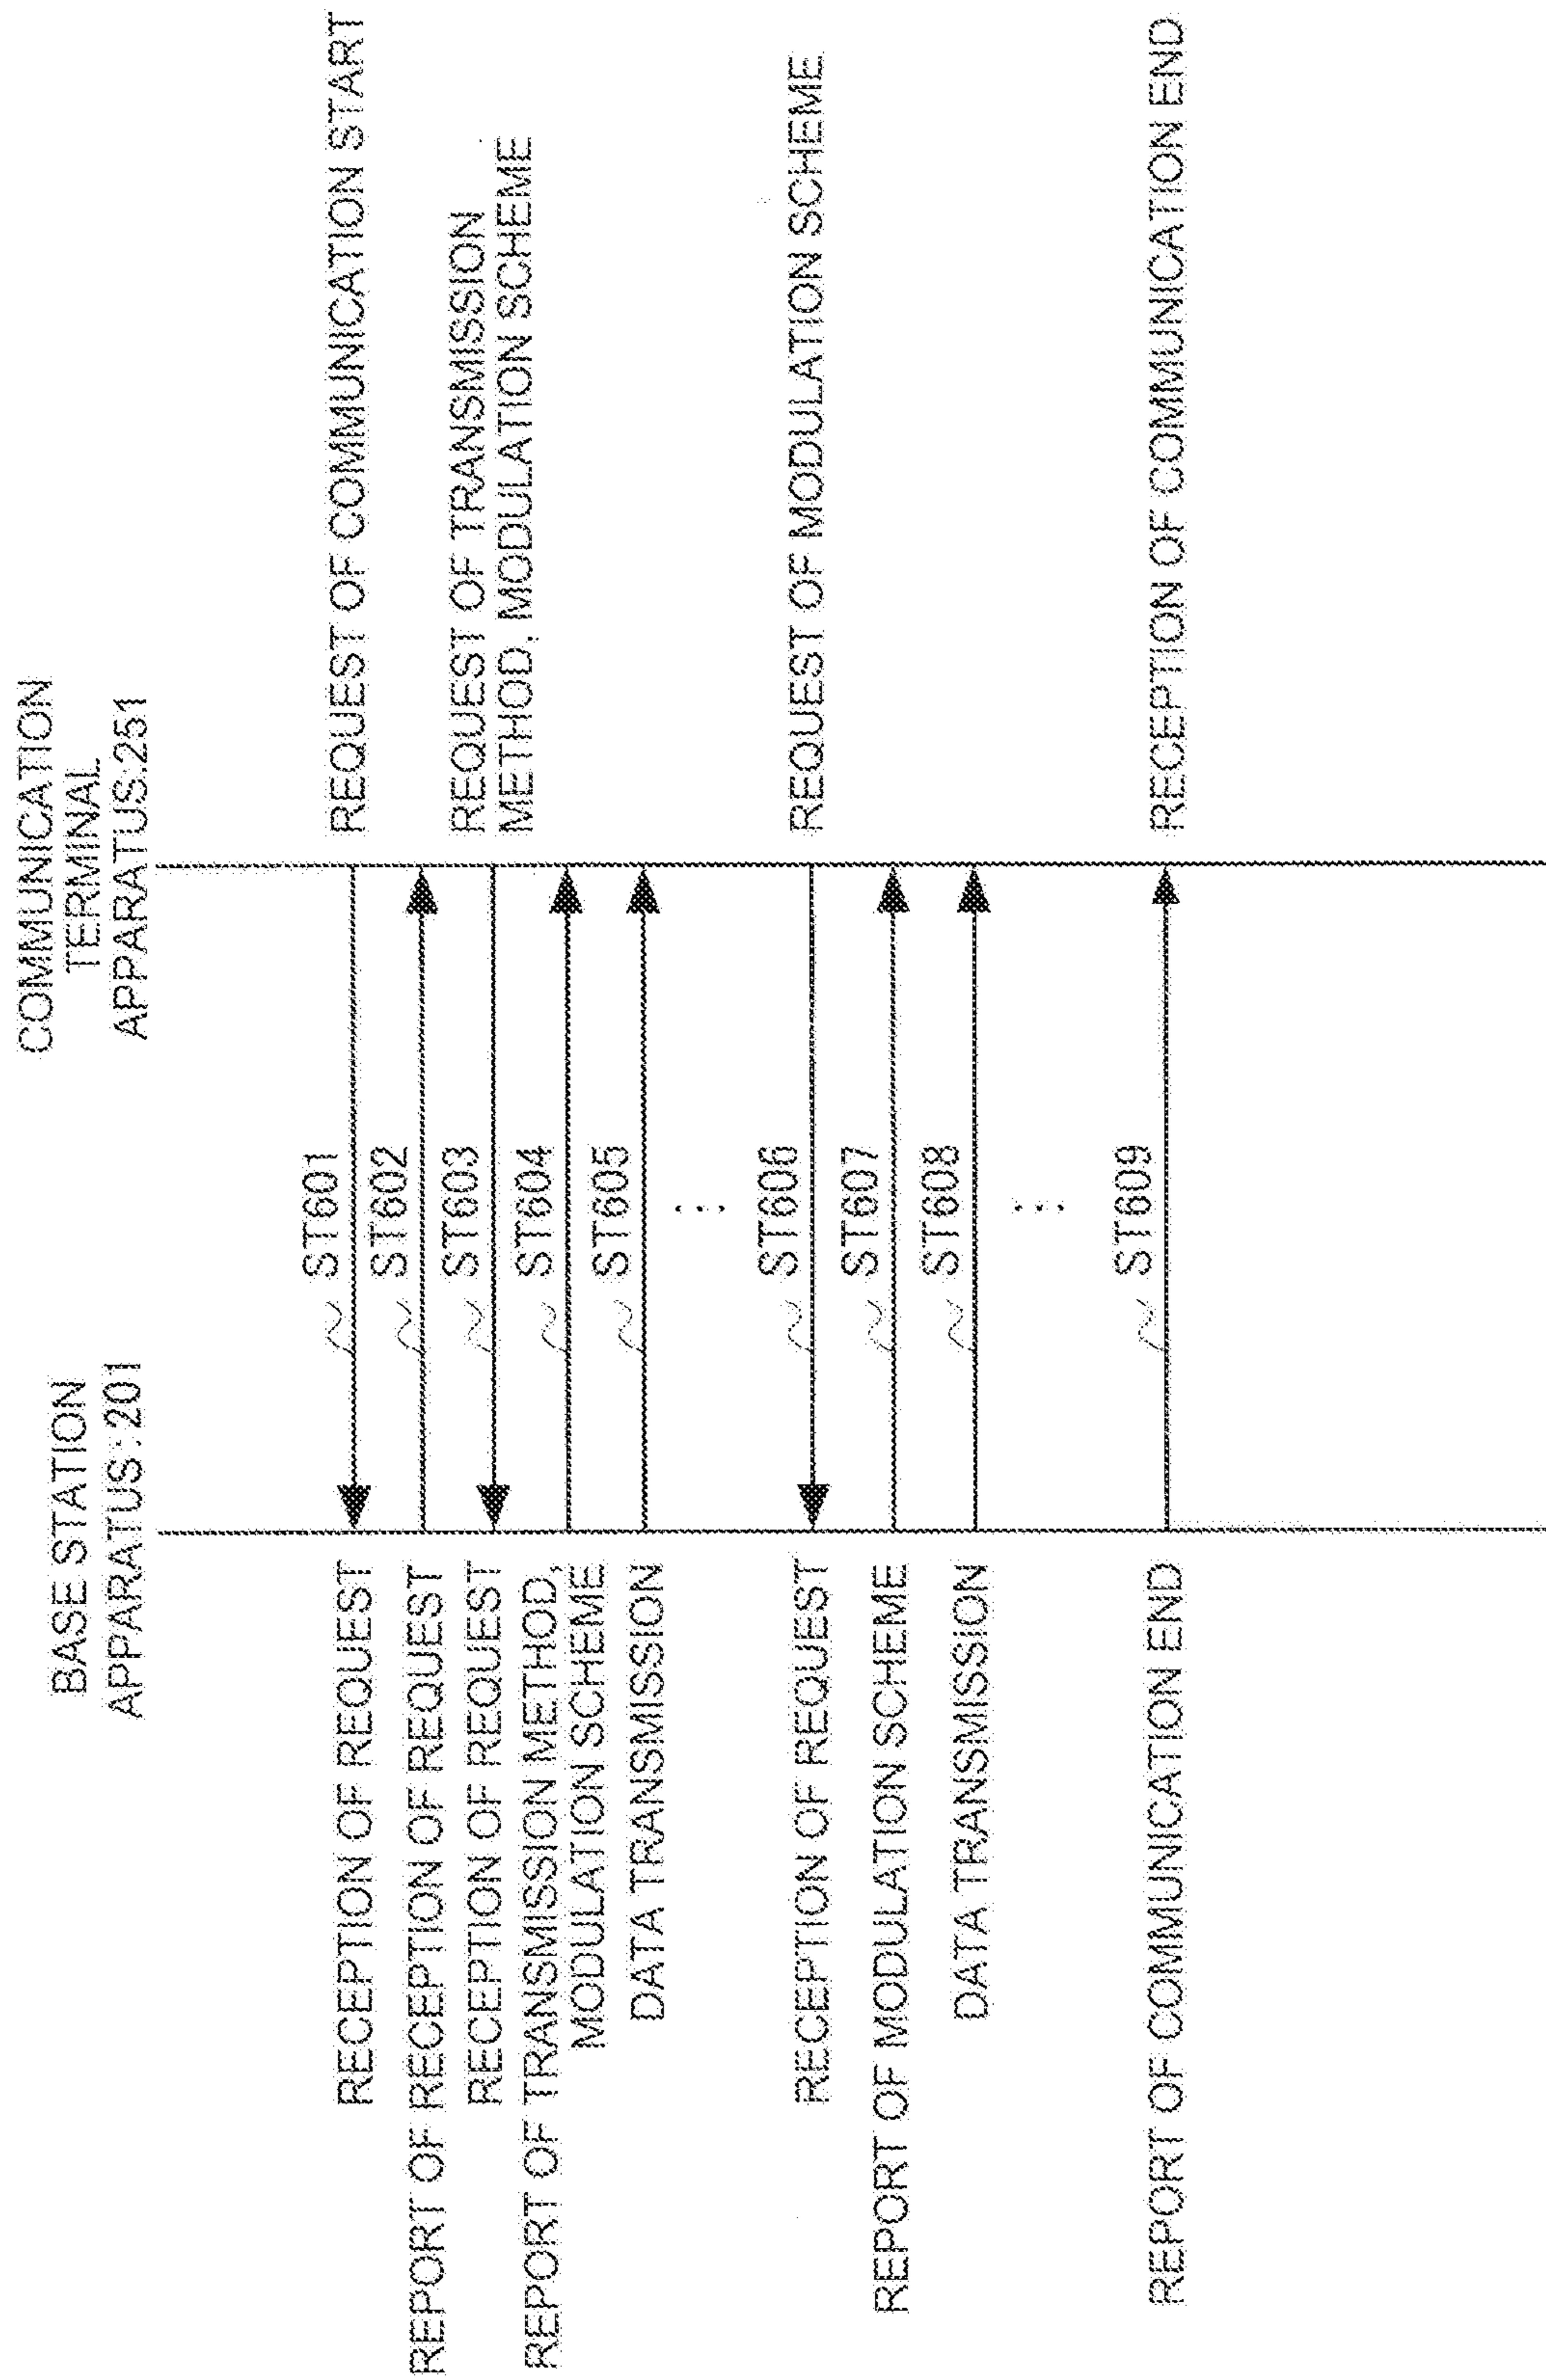 BASE STATION
APPARATUS:201
COMMUNICATION
TERMINAL
APPARATUS:251
RECEPTION OF REQUEST
ST601
REQUEST OF COMMUNICATION START
REPORT OF RECEPTION OF REQUEST
ST602
RECEPTION OF REQUEST
ST603
REQUEST OF TRANSMISSION
METHOD, MODULATION SCHEME
REPORT OF TRANSMISSION METHOD,
MODULATION SCHEME
ST604
DATA TRANSMISSION
ST605
...
RECEPTION OF REQUEST
ST606
REQUEST OF MODULATION SCHEME
REPORT OF MODULATION SCHEME
ST607
DATA TRANSMISSION
ST608
...
REPORT OF COMMUNICATION END
ST609
RECEPTION OF COMMUNICATION END